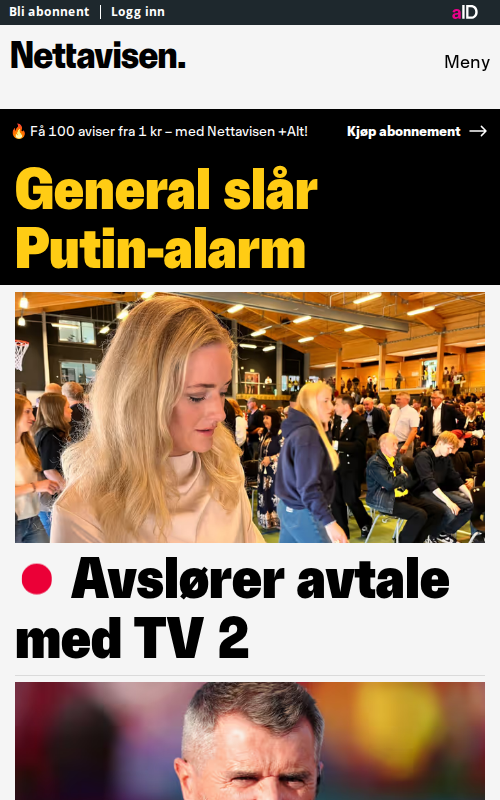 Bli abonnent | Logg inn
aID
Nettavisen.
Meny
🔥 Få 100 aviser fra 1 kr – med Nettavisen +Alt!
Kjøp abonnement →
General slår
Putin-alarm
Avslører avtale
med TV 2